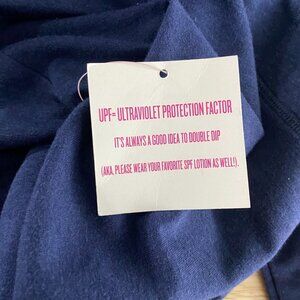 UPF= ULTRAVIOLET PROTECTION FACTOR
IT'S ALWAYS A GOOD IDEA TO DOUBLE DIP
(AKA, PLEASE WEAR YOUR FAVORITE SPF LOTION AS WELL!).